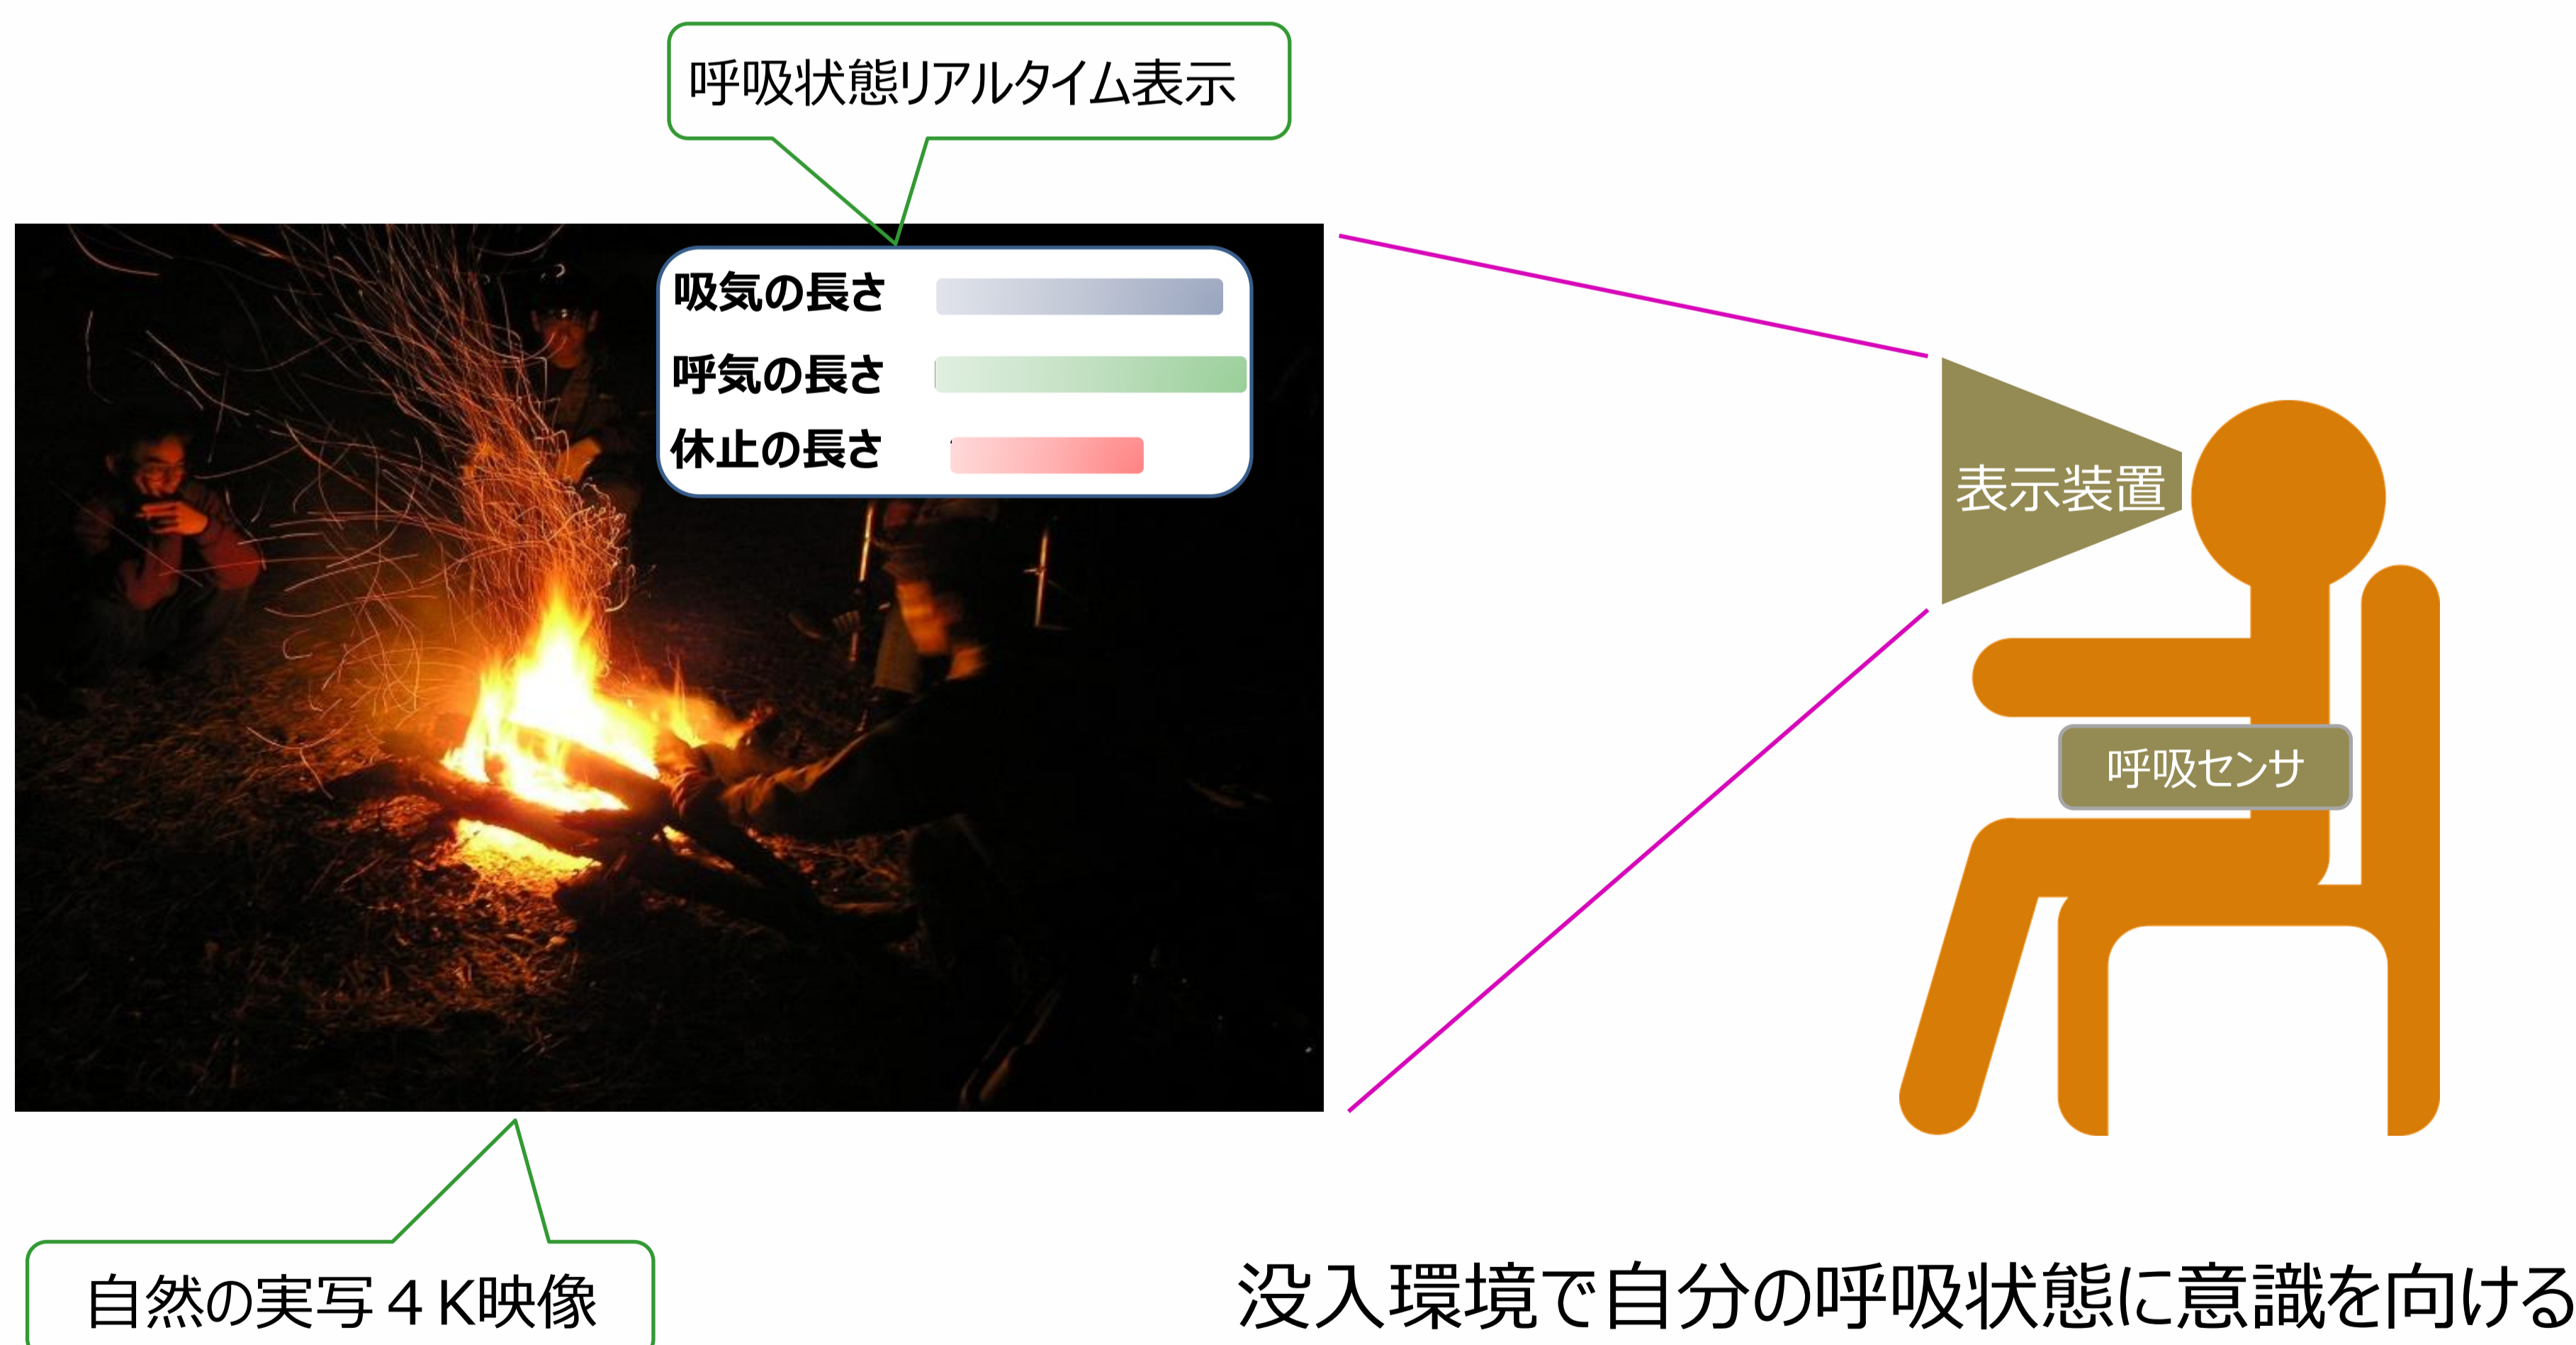 呼吸状態リアルタイム表示
吸気の長さ
呼気の長さ
休止の長さ
表示装置
呼吸センサ
自然の実写４Ｋ映像
没入環境で自分の呼吸状態に意識を向ける